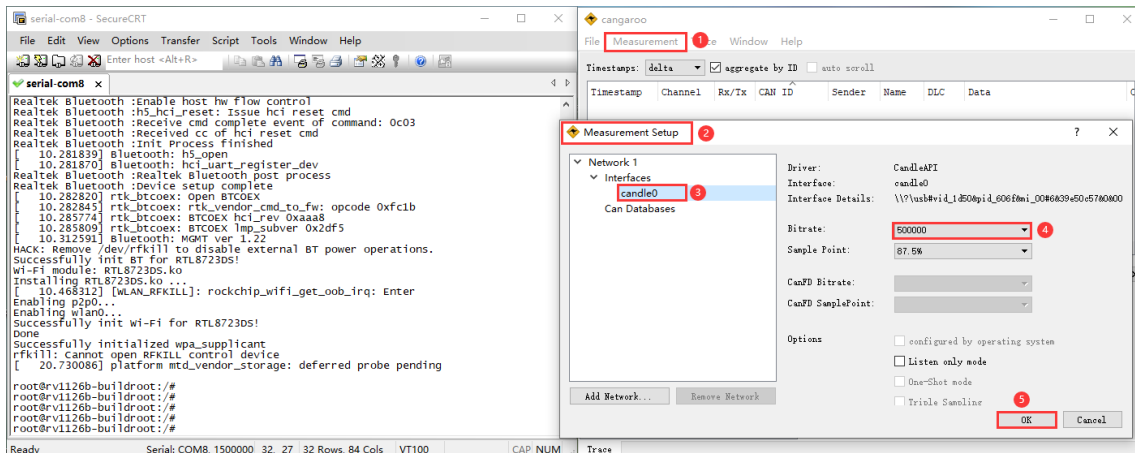 serial-com8 - SecureCRT
File Edit View Options Transfer Script Tools Window Help
Enter host <Alt+R>
serial-com8 x
Realtek Bluetooth :Enable host hw flow control
Realtek Bluetooth :h5_hci_reset: Issue hci reset cmd
Realtek Bluetooth :Receive cmd complete event of command: 0c03
Realtek Bluetooth :Received cc of hci reset cmd
Realtek Bluetooth :Init Process finished
[   10.281839] Bluetooth: h5_open
[   10.281870] Bluetooth: hci_uart_register_dev
Realtek Bluetooth :Realtek Bluetooth post process
Realtek Bluetooth :Device setup complete
[   10.282820] rtk_btcoex: Open BTCOEX
[   10.282845] rtk_btcoex: rtk_vendor_cmd_to_fw: opcode 0xfc1b
[   10.285774] rtk_btcoex: BTCOEX hci_rev 0xaaa8
[   10.285809] rtk_btcoex: BTCOEX lmp_subver 0x2df5
[   10.312591] Bluetooth: MGMT ver 1.22
HACK: Remove /dev/rfkill to disable external BT power operations.
Successfully init BT for RTL8723DS!
Wi-Fi module: RTL8723DS.ko
Installing RTL8723DS.ko ...
[   10.468312] [WLAN_RFKILL]: rockchip_wifi_get_oob_irq: Enter
Enabling p2p0...
Enabling wlan0...
Successfully init Wi-Fi for RTL8723DS!
Done
Successfully initialized wpa_supplicant
rfkill: Cannot open RFKILL control device
[   20.730086] platform mtd_vendor_storage: deferred probe pending
root@rv1126b-buildroot:/#
root@rv1126b-buildroot:/#
root@rv1126b-buildroot:/#
root@rv1126b-buildroot:/#
root@rv1126b-buildroot:/#
Ready Serial: COM8, 1500000 32, 27 32 Rows, 84 Cols VT100 CAP NUM
cangaroo
File Measurement 1 ce Window Help
Timestamps: delta aggregate by ID auto scroll
Timestamp Channel Rx/Tx CAN ID Sender Name DLC Data C
Measurement Setup 2 ?
Network 1
Interfaces
candle0 3
Can Databases
Add Network... Remove Network
Driver: CandleAPI
Interface: candle0
Interface Details: \\?\usb#vid_1d50&pid_606f&mi_00#6&39e50c57&0&00
Bitrate: 500000 4
Sample Point: 87.5%
CanFD Bitrate:
CanFD SamplePoint:
Options configured by operating system
Listen only mode
One-Shot mode
Triple Sampling
5
OK Cancel
Trace